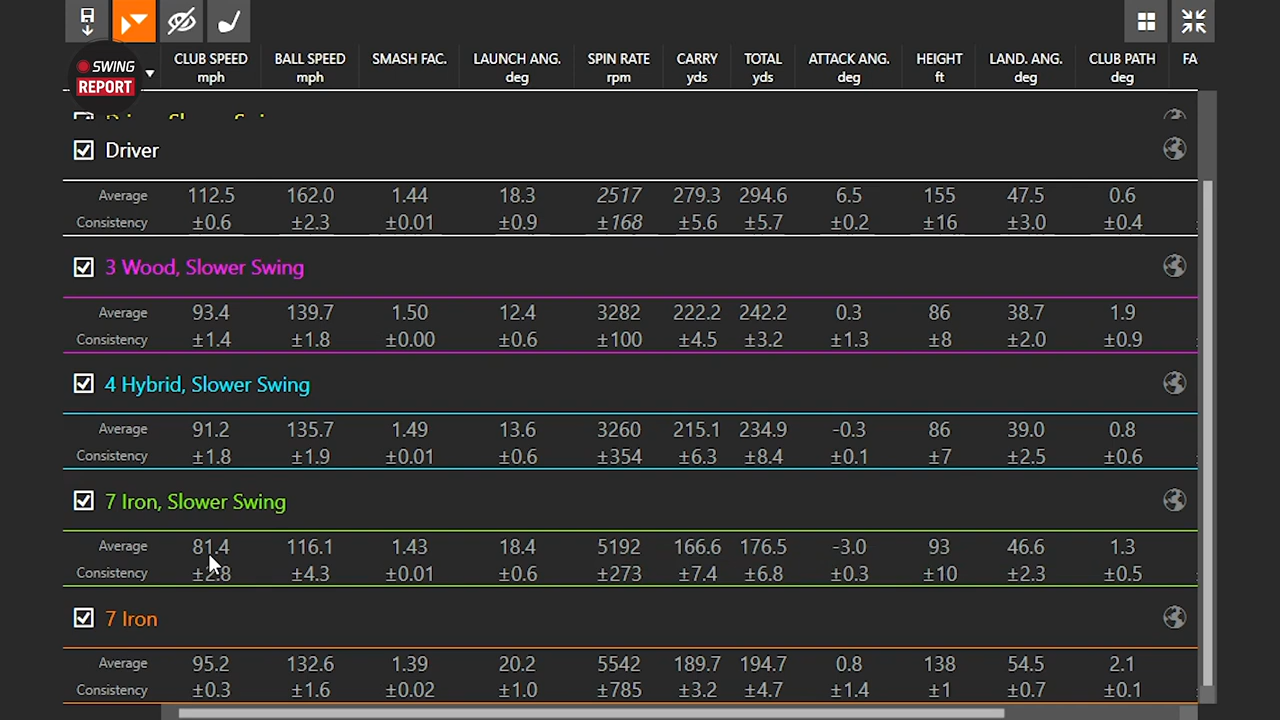 SWING
REPORT
CLUB SPEED BALL SPEED SMASH FAC. LAUNCH ANG. SPIN RATE CARRY TOTAL ATTACK ANG. HEIGHT LAND. ANG. CLUB PATH FA
mph mph deg rpm yds yds deg ft deg deg
Driver
Average 112.5 162.0 1.44 18.3 2517 279.3 294.6 6.5 155 47.5 0.6
Consistency ±0.6 ±2.3 ±0.01 ±0.9 ±168 ±5.6 ±5.7 ±0.2 ±16 ±3.0 ±0.4
3 Wood, Slower Swing
Average 93.4 139.7 1.50 12.4 3282 222.2 242.2 0.3 86 38.7 1.9
Consistency ±1.4 ±1.8 ±0.00 ±0.6 ±100 ±4.5 ±3.2 ±1.3 ±8 ±2.0 ±0.9
4 Hybrid, Slower Swing
Average 91.2 135.7 1.49 13.6 3260 215.1 234.9 -0.3 86 39.0 0.8
Consistency ±1.8 ±1.9 ±0.01 ±0.6 ±354 ±6.3 ±8.4 ±0.1 ±7 ±2.5 ±0.6
7 Iron, Slower Swing
Average 81.4 116.1 1.43 18.4 5192 166.6 176.5 -3.0 93 46.6 1.3
Consistency ±2.8 ±4.3 ±0.01 ±0.6 ±273 ±7.4 ±6.8 ±0.3 ±10 ±2.3 ±0.5
7 Iron
Average 95.2 132.6 1.39 20.2 5542 189.7 194.7 0.8 138 54.5 2.1
Consistency ±0.3 ±1.6 ±0.02 ±1.0 ±785 ±3.2 ±4.7 ±1.4 ±1 ±0.7 ±0.1